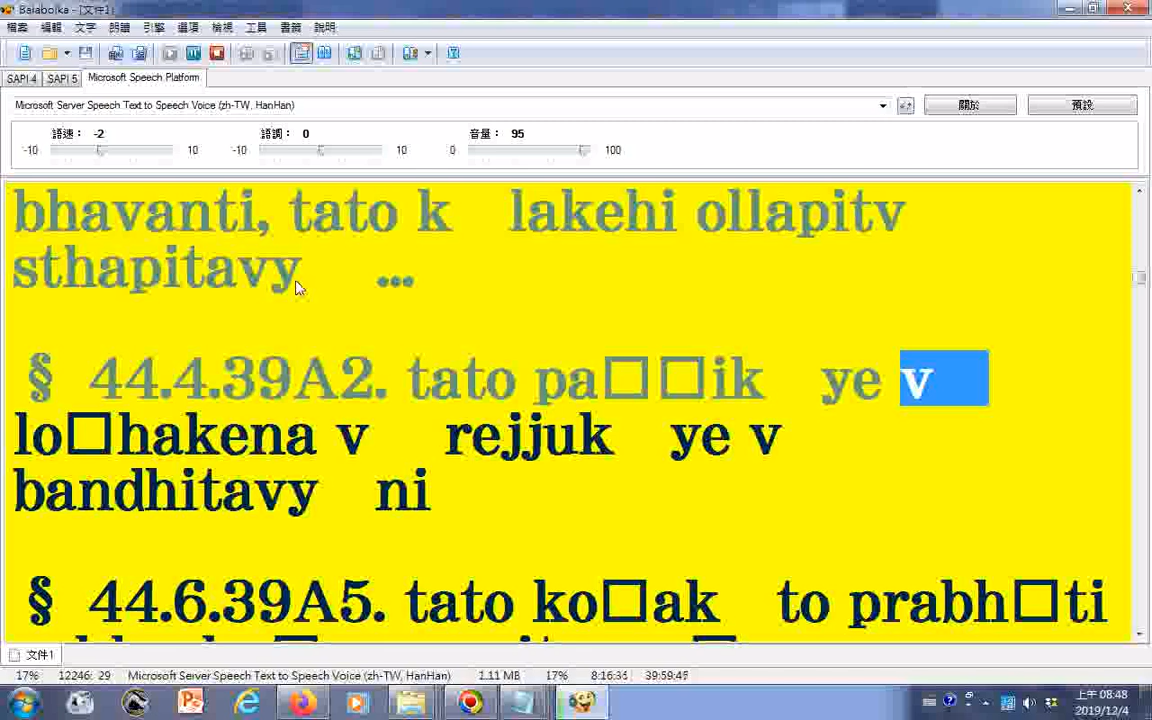 Balabolka - [文件1]
檔案 編輯 文字 朗讀 引擎 選項 檢視 工具 書籤 說明
SAPI 4 SAPI 5 Microsoft Speech Platform
Microsoft Server Speech Text to Speech Voice (zh-TW, HanHan) 關於 預設
語速： -2 語調： 0 音量： 95
-10 10 -10 10 0 100
bhavanti, tato k lakehi ollapitv
sthapitavy ...
§ 44.4.39A2. tato pa□□ik ye v
lo□hakena v rejjuk ye v
bandhitavy ni
§ 44.6.39A5. tato ko□ak to prabh□ti
文件1
17% 12246: 29 Microsoft Server Speech Text to Speech Voice (zh-TW, HanHan) 1.11 MB 17% 8:16:35 39:59:45
上午 08:48
2019/12/4